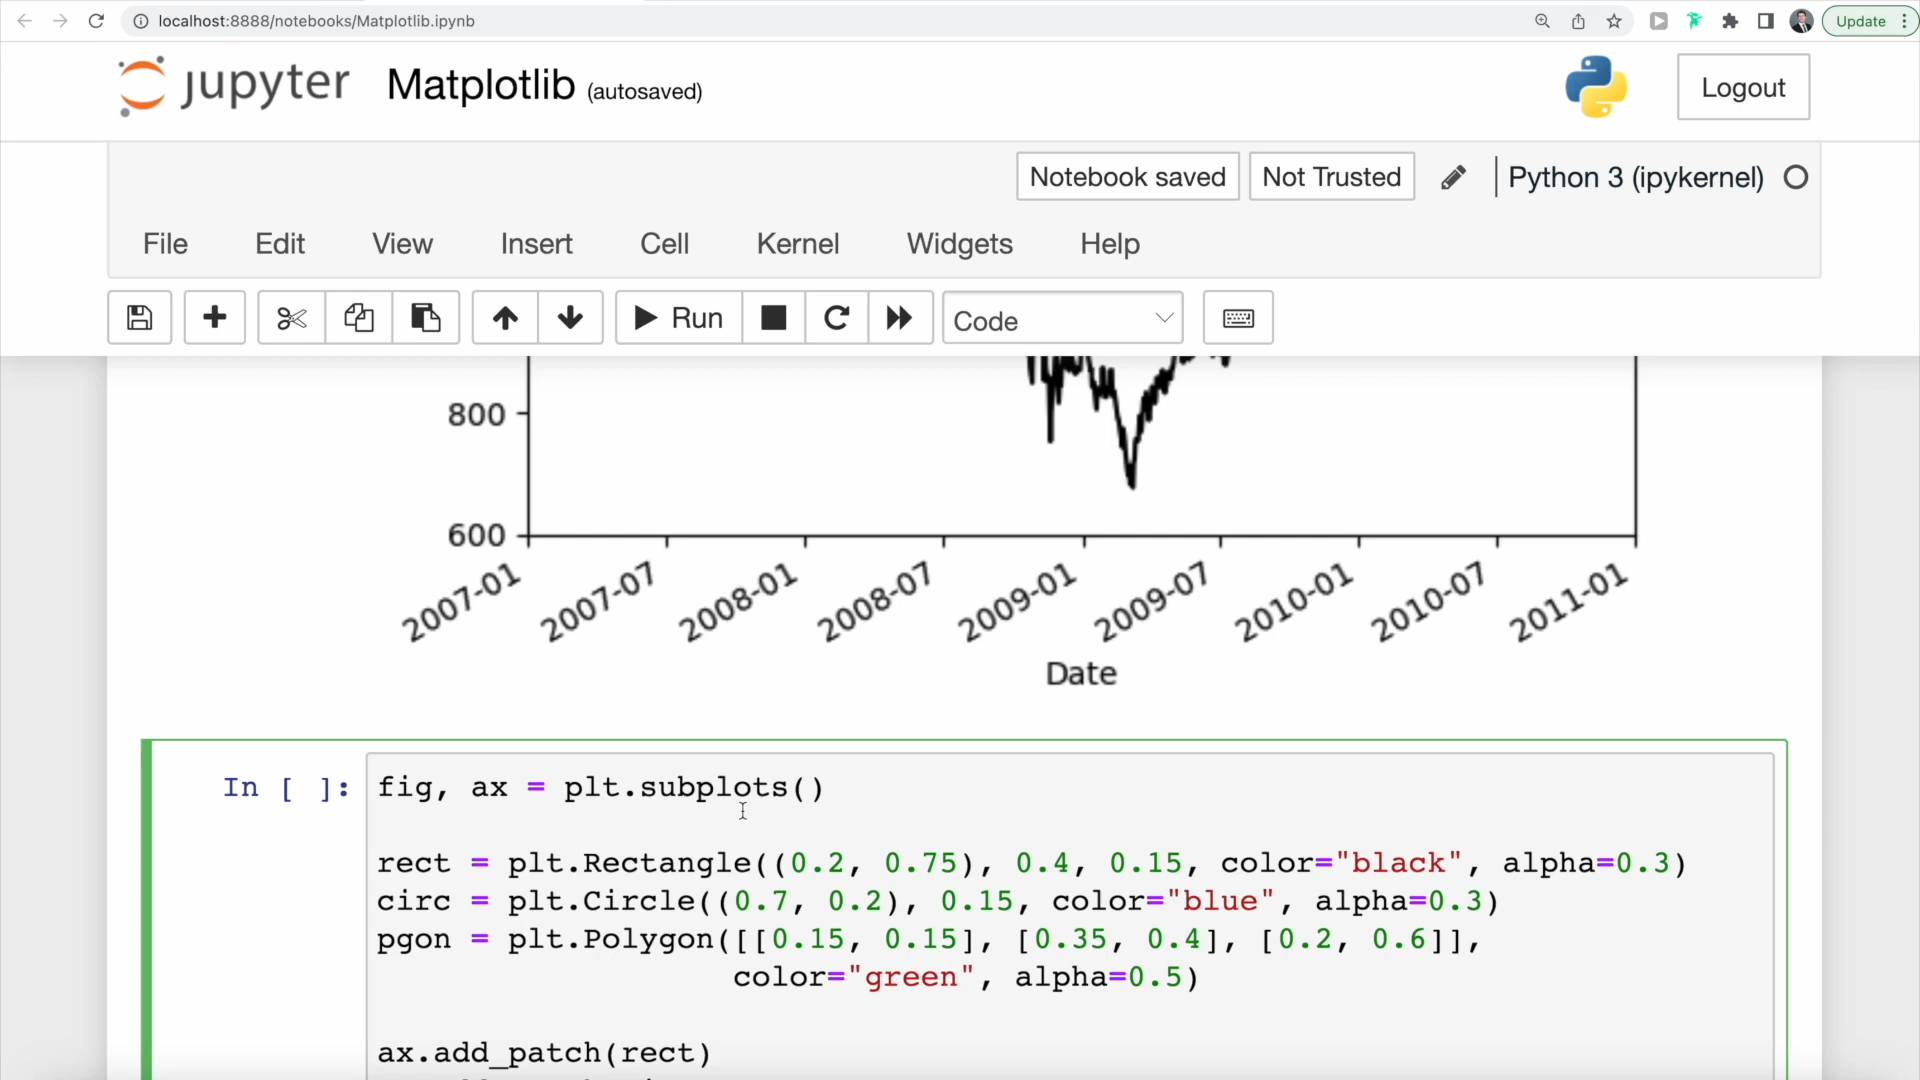 localhost:8888/notebooks/Matplotlib.ipynb
Update
jupyter Matplotlib (autosaved)
Logout
Notebook saved Not Trusted Python 3 (ipykernel)
File Edit View Insert Cell Kernel Widgets Help
Run Code
800
600
2007-01 2007-07 2008-01 2008-07 2009-01 2009-07 2010-01 2010-07 2011-01
Date
In [ ]: fig, ax = plt.subplots()
rect = plt.Rectangle((0.2, 0.75), 0.4, 0.15, color="black", alpha=0.3)
circ = plt.Circle((0.7, 0.2), 0.15, color="blue", alpha=0.3)
pgon = plt.Polygon([[0.15, 0.15], [0.35, 0.4], [0.2, 0.6]],
color="green", alpha=0.5)
ax.add_patch(rect)